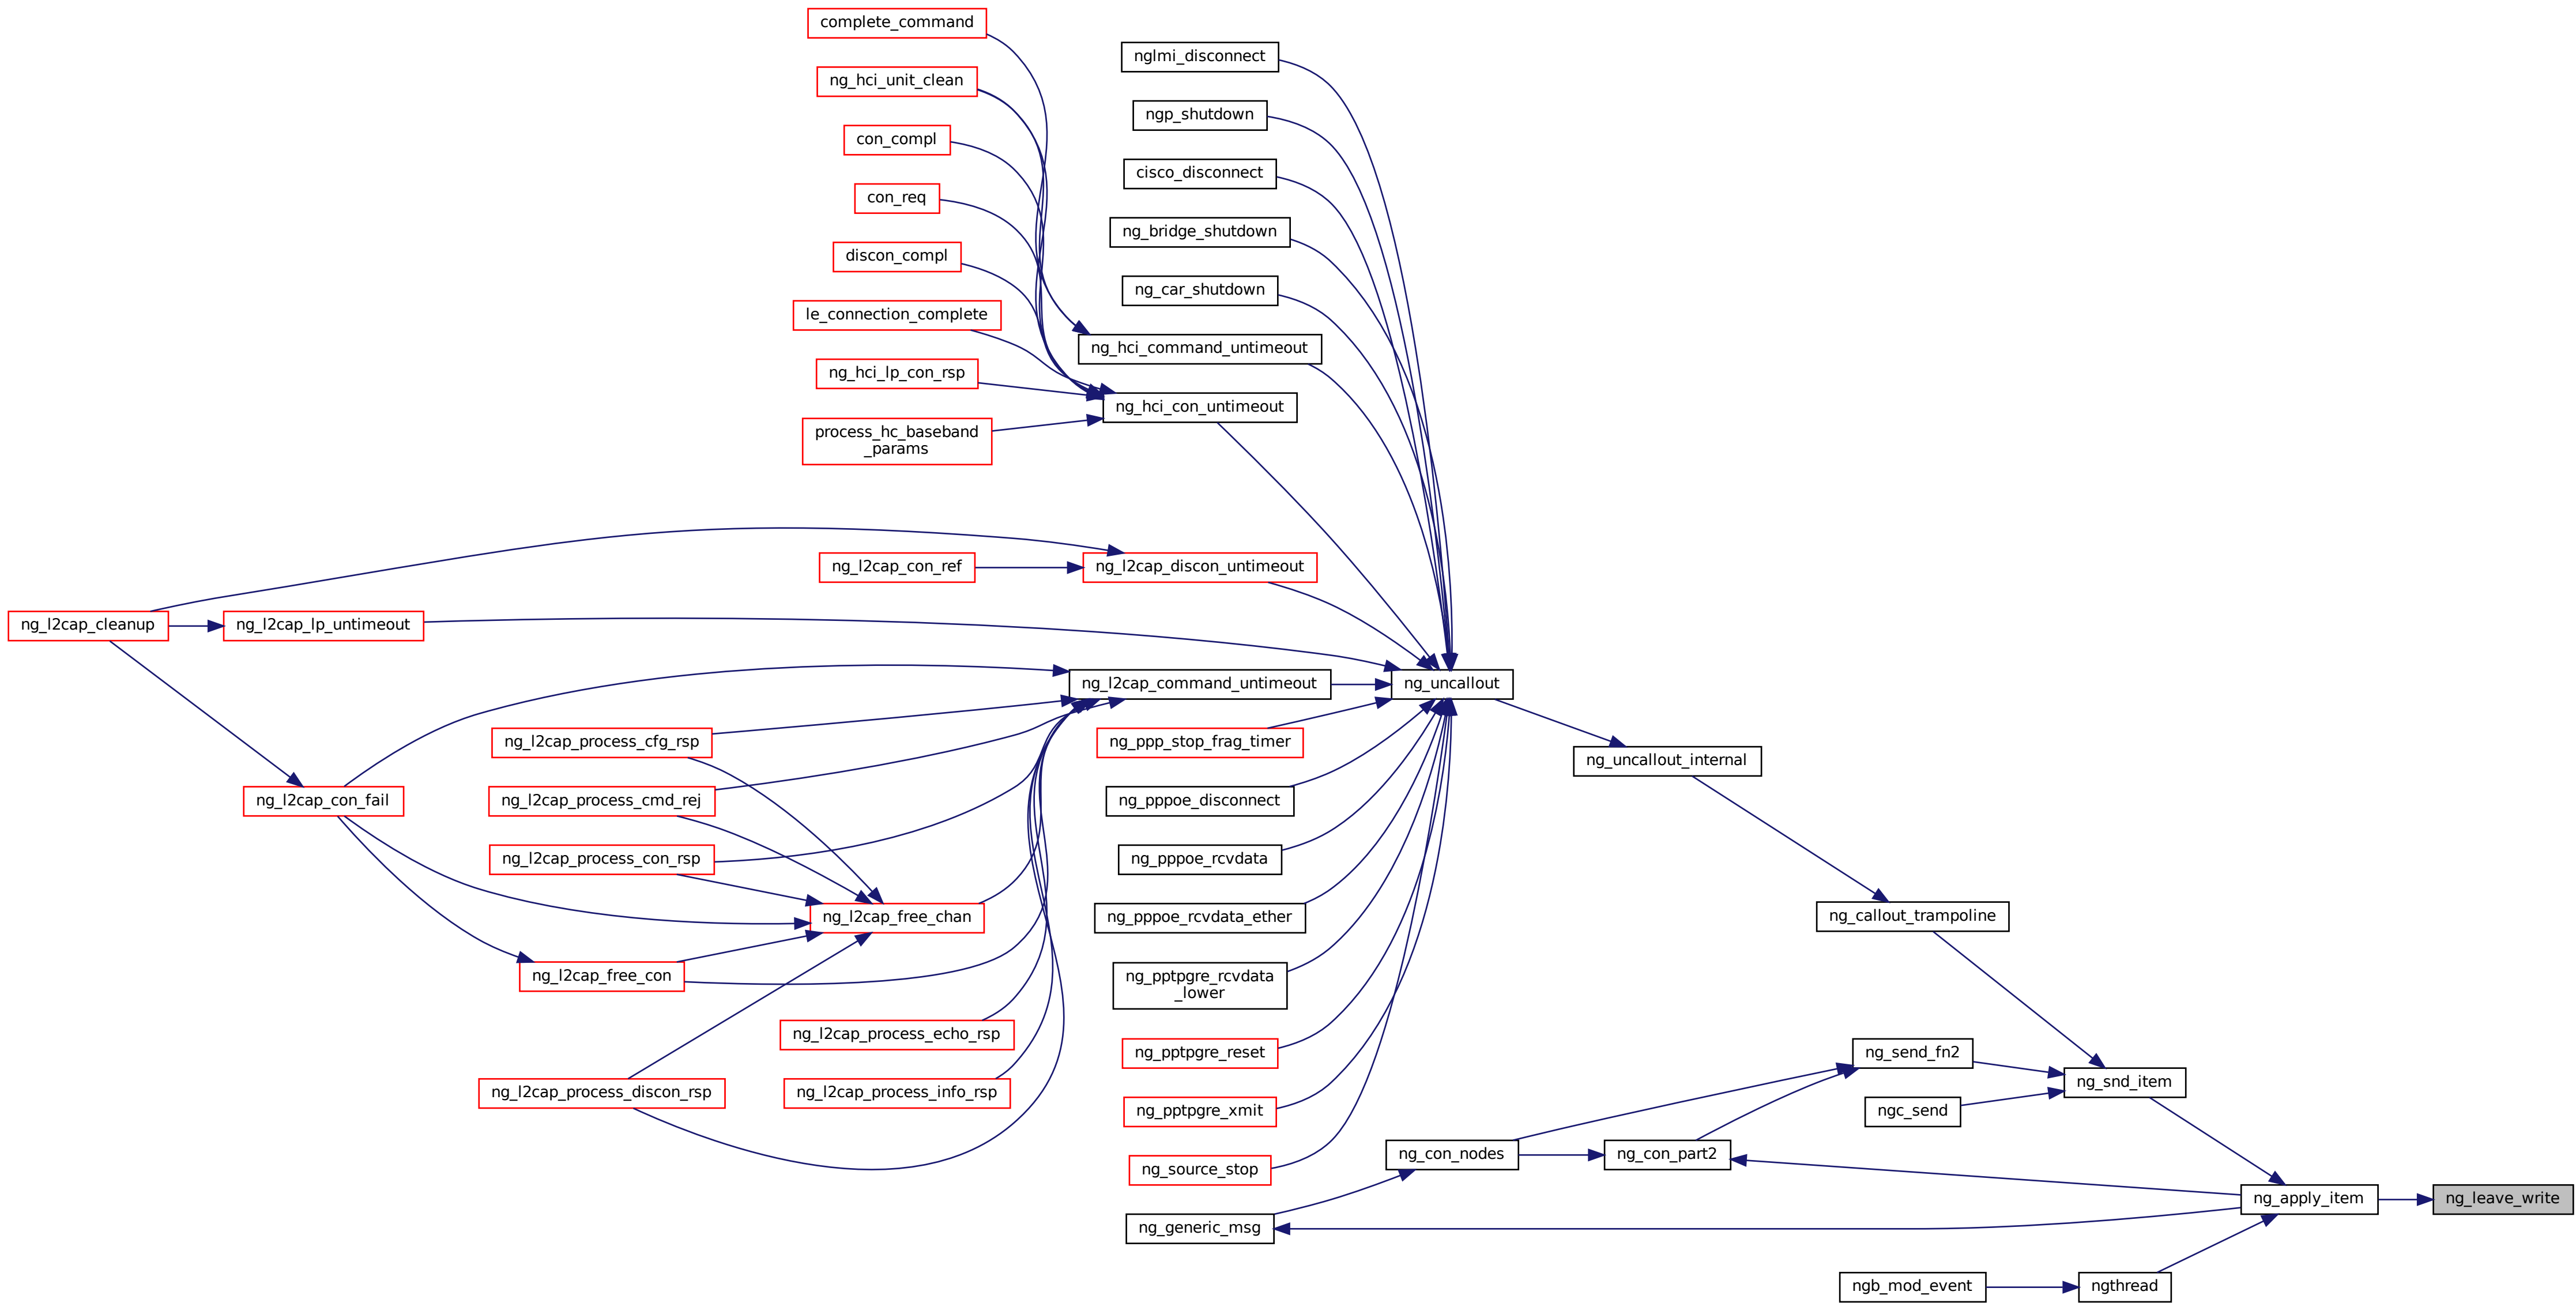 complete_command
ng_hci_unit_clean
con_compl
con_req
discon_compl
le_connection_complete
ng_hci_lp_con_rsp
process_hc_baseband
_params
nglmi_disconnect
ngp_shutdown
cisco_disconnect
ng_bridge_shutdown
ng_car_shutdown
ng_hci_command_untimeout
ng_hci_con_untimeout
ng_l2cap_con_ref
ng_l2cap_discon_untimeout
ng_l2cap_cleanup
ng_l2cap_lp_untimeout
ng_l2cap_command_untimeout
ng_uncallout
ng_l2cap_process_cfg_rsp
ng_ppp_stop_frag_timer
ng_uncallout_internal
ng_l2cap_con_fail
ng_l2cap_process_cmd_rej
ng_pppoe_disconnect
ng_l2cap_process_con_rsp
ng_pppoe_rcvdata
ng_l2cap_free_chan
ng_pppoe_rcvdata_ether
ng_callout_trampoline
ng_l2cap_free_con
ng_pptpgre_rcvdata
_lower
ng_l2cap_process_echo_rsp
ng_pptpgre_reset
ng_send_fn2
ng_snd_item
ng_l2cap_process_discon_rsp
ng_l2cap_process_info_rsp
ng_pptpgre_xmit
ngc_send
ng_source_stop
ng_con_nodes
ng_con_part2
ng_generic_msg
ng_apply_item
ng_leave_write
ngb_mod_event
ngthread